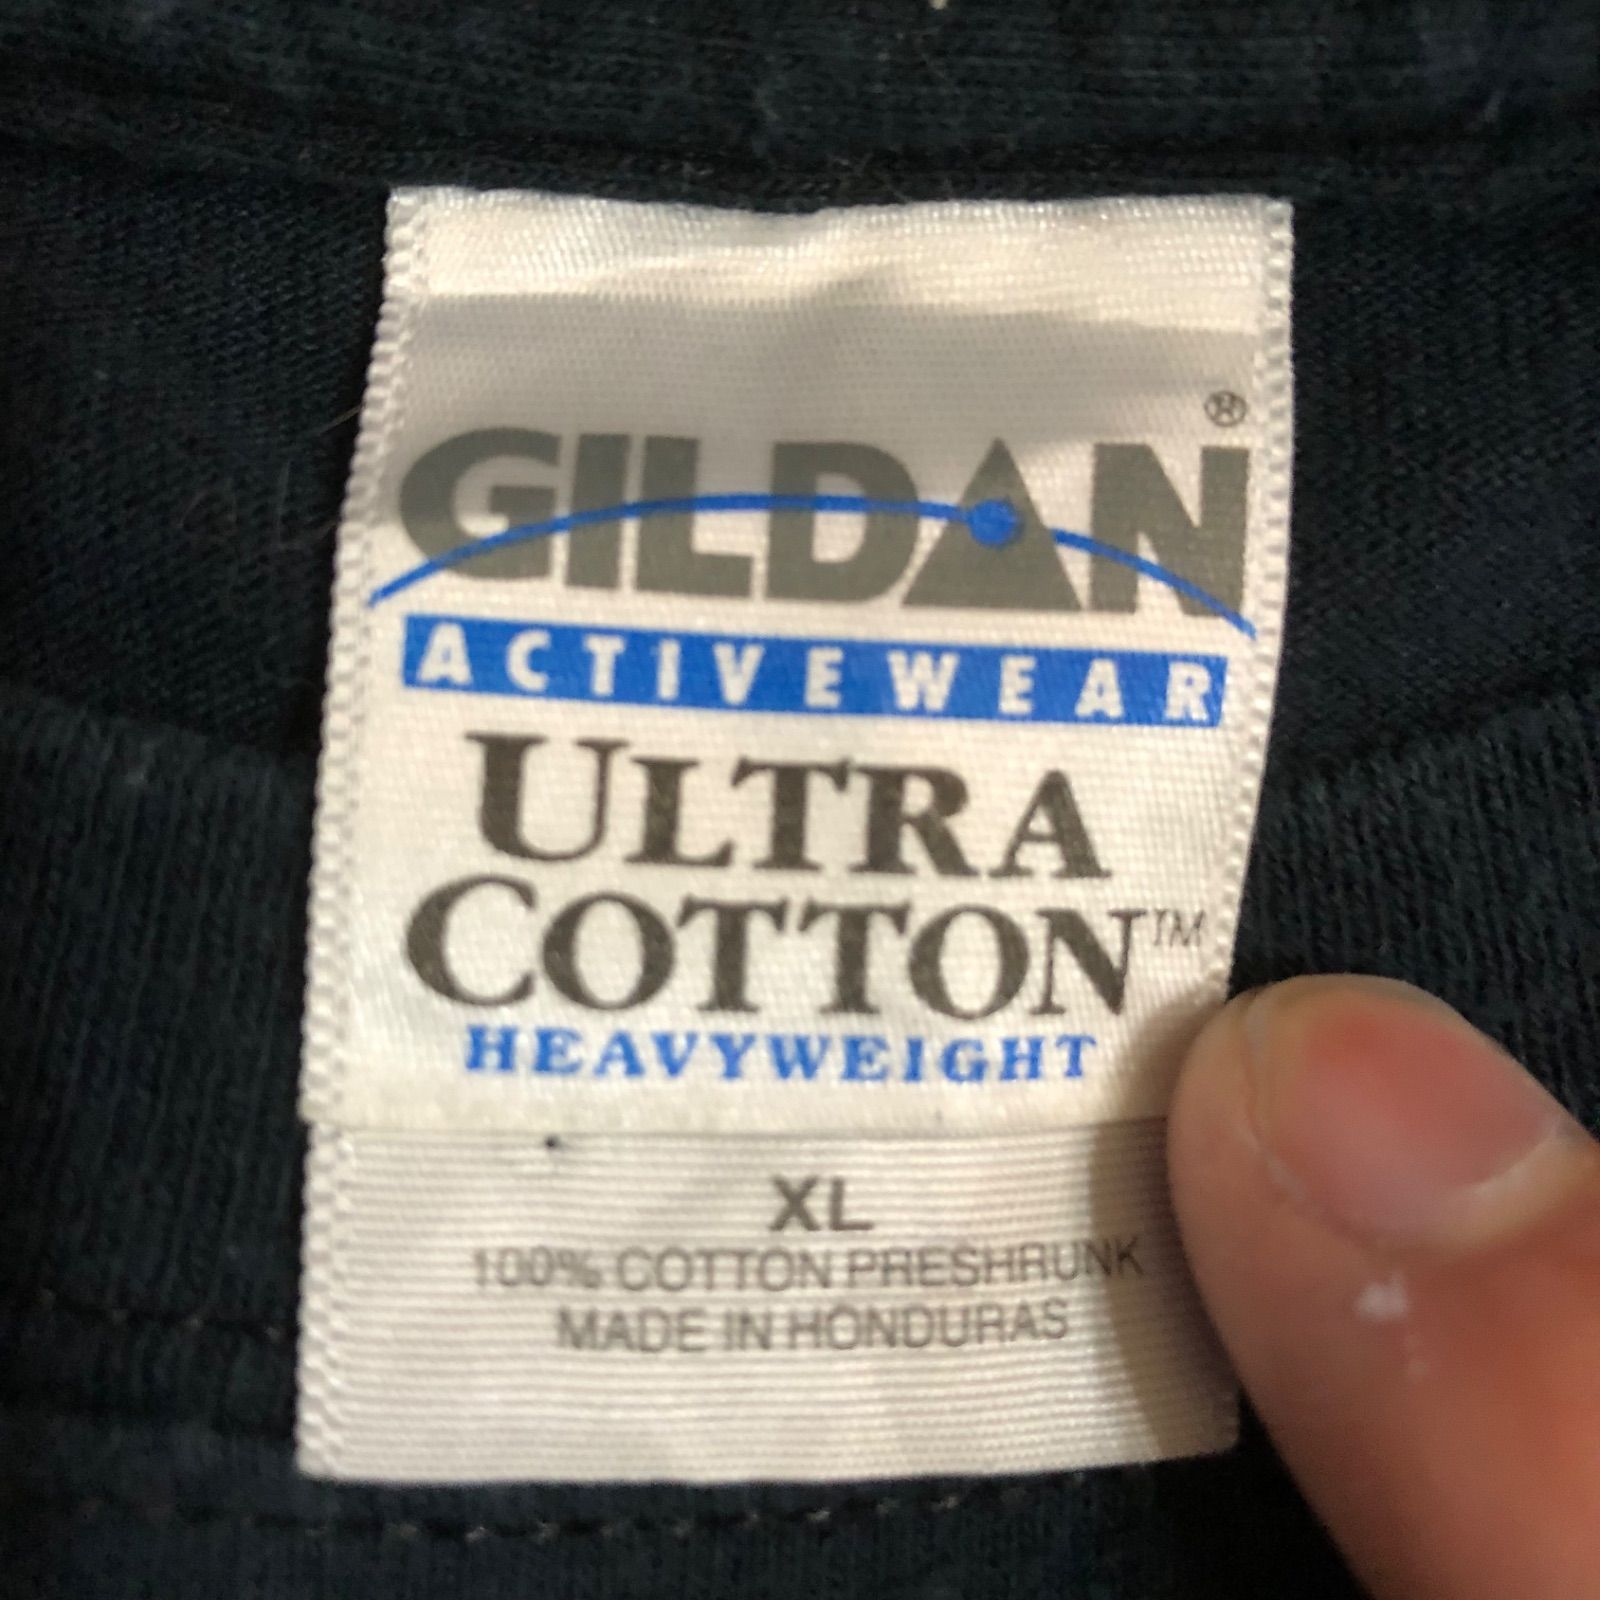 GILDAN®
ACTIVEWEAR
ULTRA
COTTON™
HEAVYWEIGHT
XL
100% COTTON PRESHRUNK
MADE IN HONDURAS